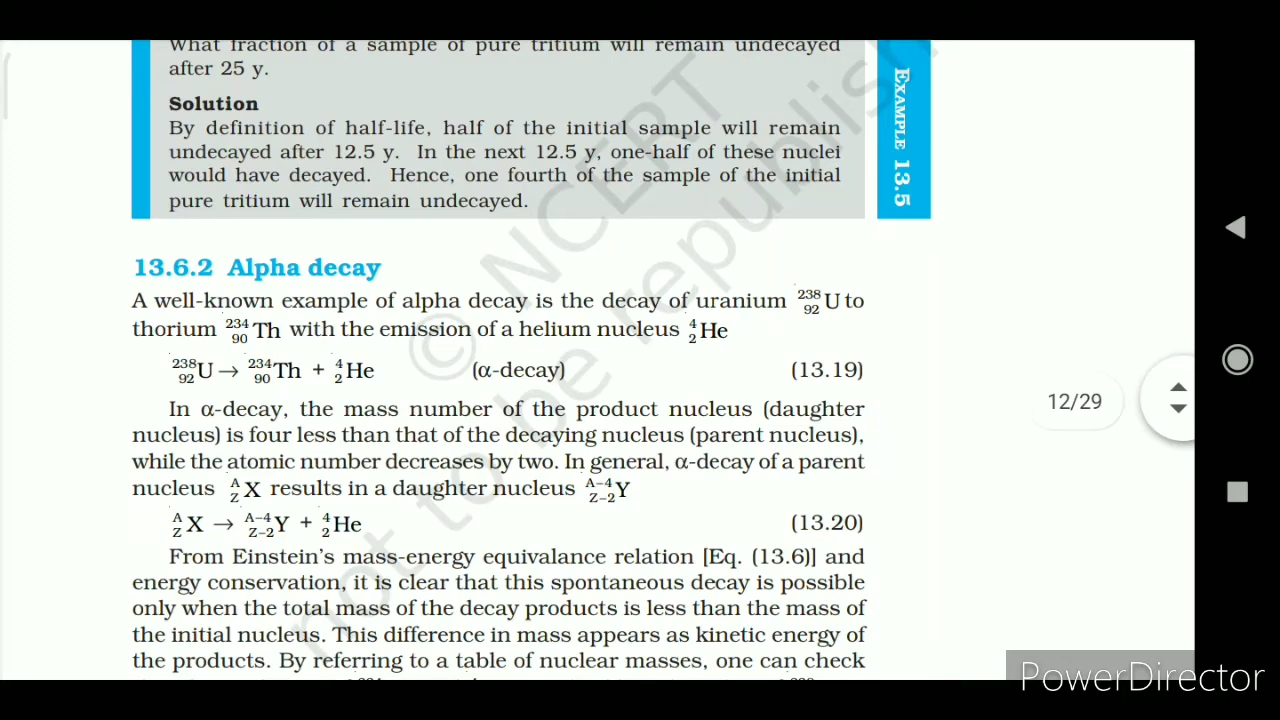 What fraction of a sample of pure tritium will remain undecayed
after 25 y.
Solution
By definition of half-life, half of the initial sample will remain
undecayed after 12.5 y. In the next 12.5 y, one-half of these nuclei
would have decayed. Hence, one fourth of the sample of the initial
pure tritium will remain undecayed.
EXAMPLE 13.5
13.6.2 Alpha decay
A well-known example of alpha decay is the decay of uranium ²³⁸₉₂U to
thorium ²³⁴₉₀Th with the emission of a helium nucleus ⁴₂He
²³⁸₉₂U → ²³⁴₉₀Th + ⁴₂He (α-decay) (13.19)
In α-decay, the mass number of the product nucleus (daughter
nucleus) is four less than that of the decaying nucleus (parent nucleus),
while the atomic number decreases by two. In general, α-decay of a parent
nucleus ᴬ_Z X results in a daughter nucleus ᴬ⁻⁴_Z₋₂ Y
ᴬ_Z X → ᴬ⁻⁴_Z₋₂ Y + ⁴₂He (13.20)
From Einstein's mass-energy equivalance relation [Eq. (13.6)] and
energy conservation, it is clear that this spontaneous decay is possible
only when the total mass of the decay products is less than the mass of
the initial nucleus. This difference in mass appears as kinetic energy of
the products. By referring to a table of nuclear masses, one can check
© NCERT
not to be republish
12/29
PowerDirector